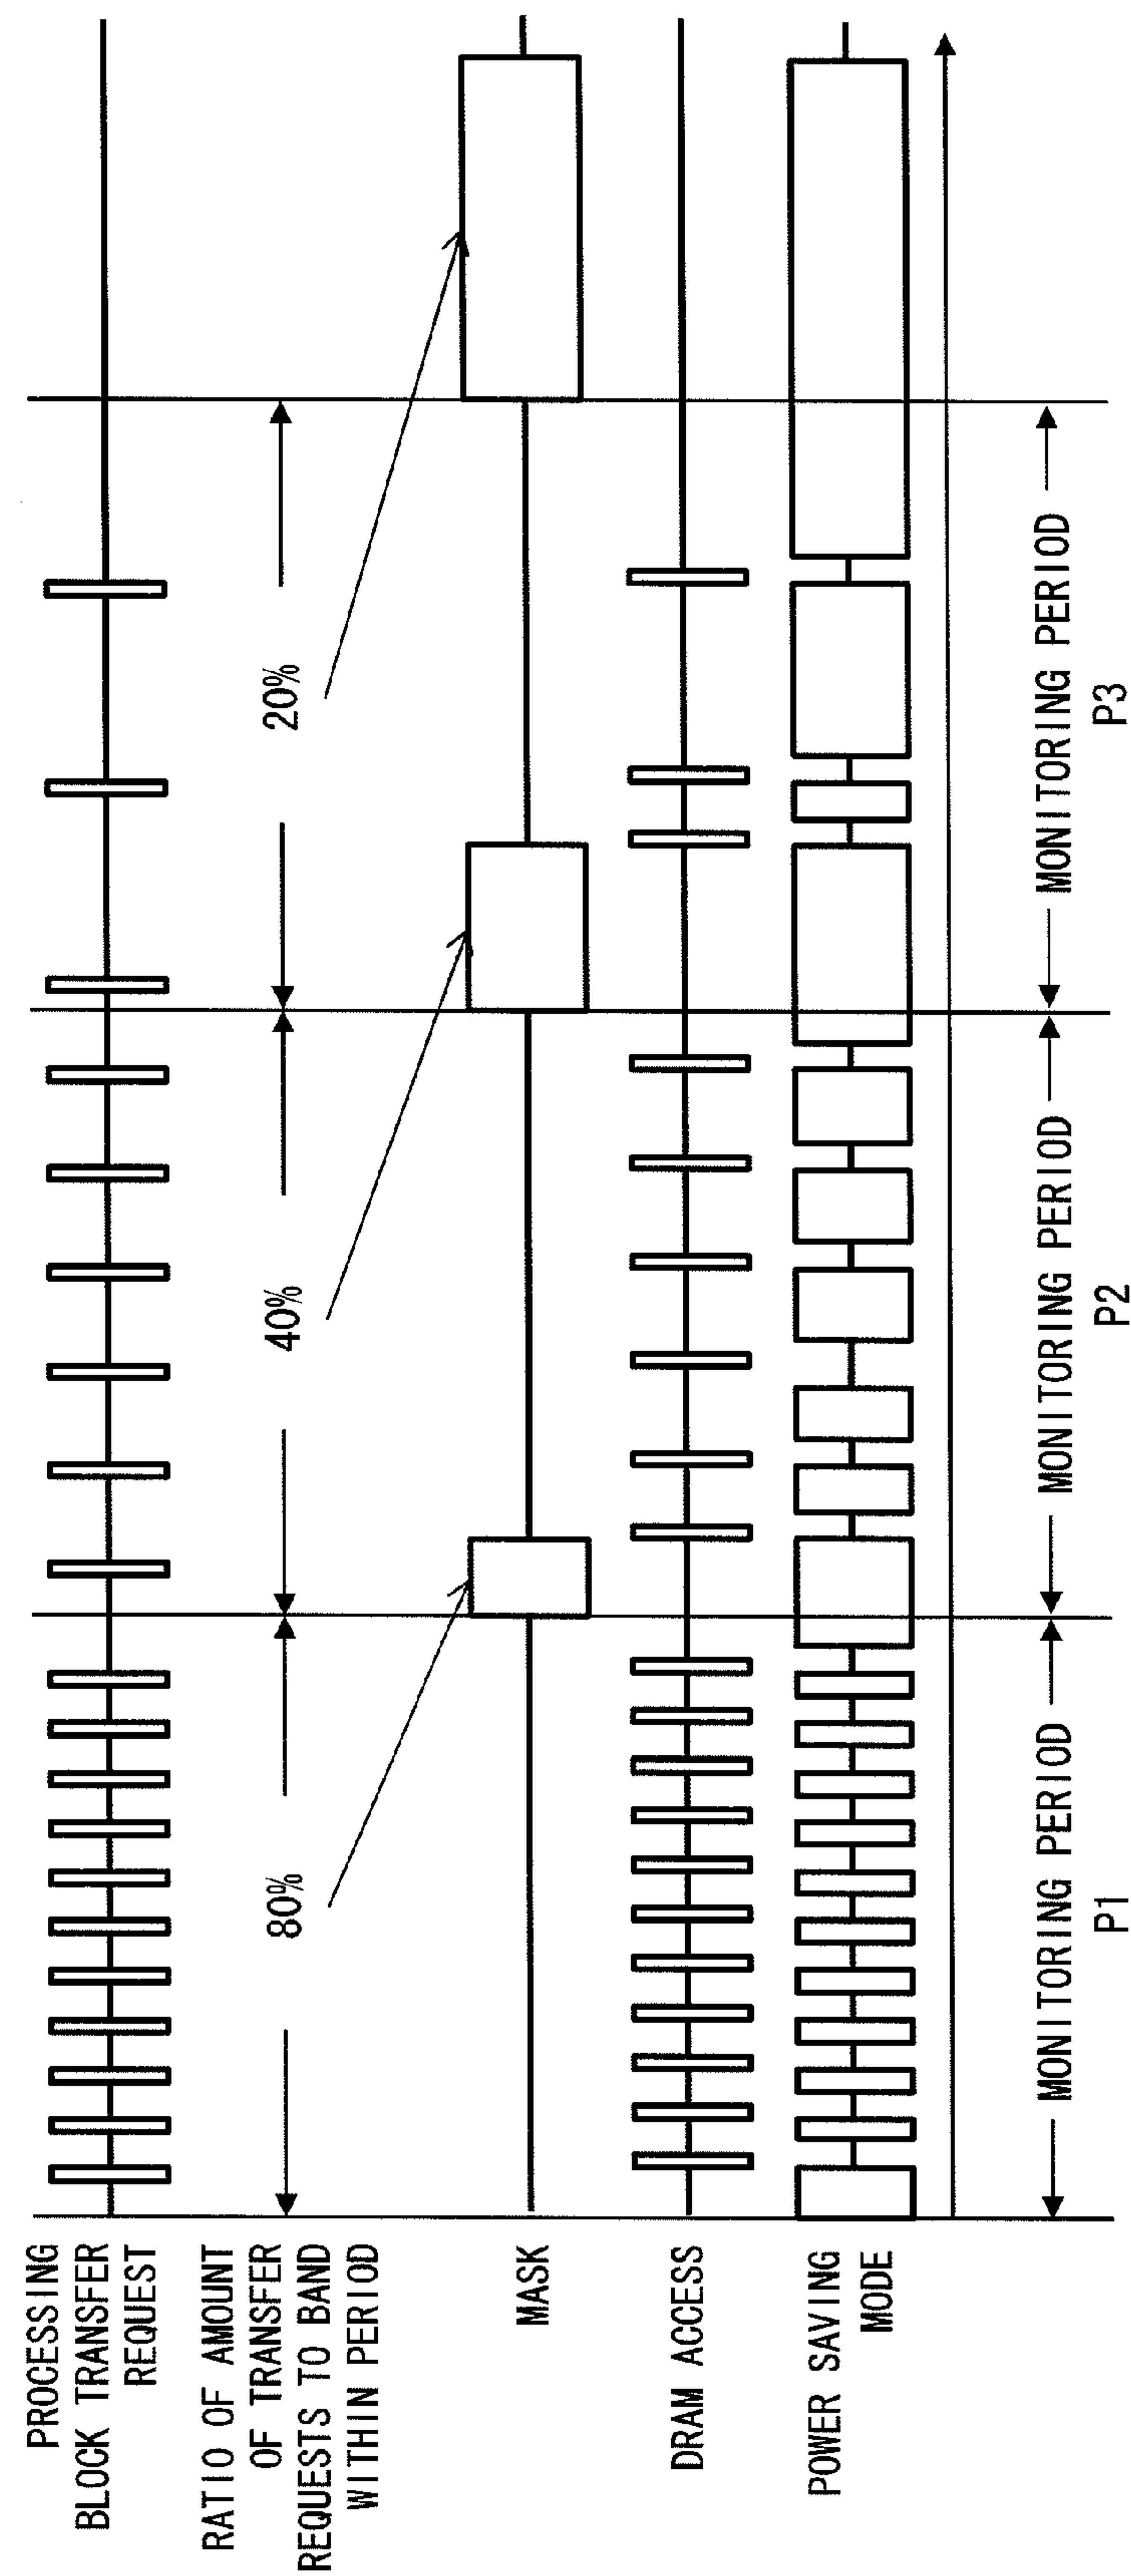 PROCESSING
BLOCK TRANSFER
REQUEST
RATIO OF AMOUNT
OF TRANSFER
REQUESTS TO BAND
WITHIN PERIOD
80%
40%
20%
MASK
DRAM ACCESS
POWER SAVING
MODE
MONITORING PERIOD
P1
MONITORING PERIOD
P2
MONITORING PERIOD
P3